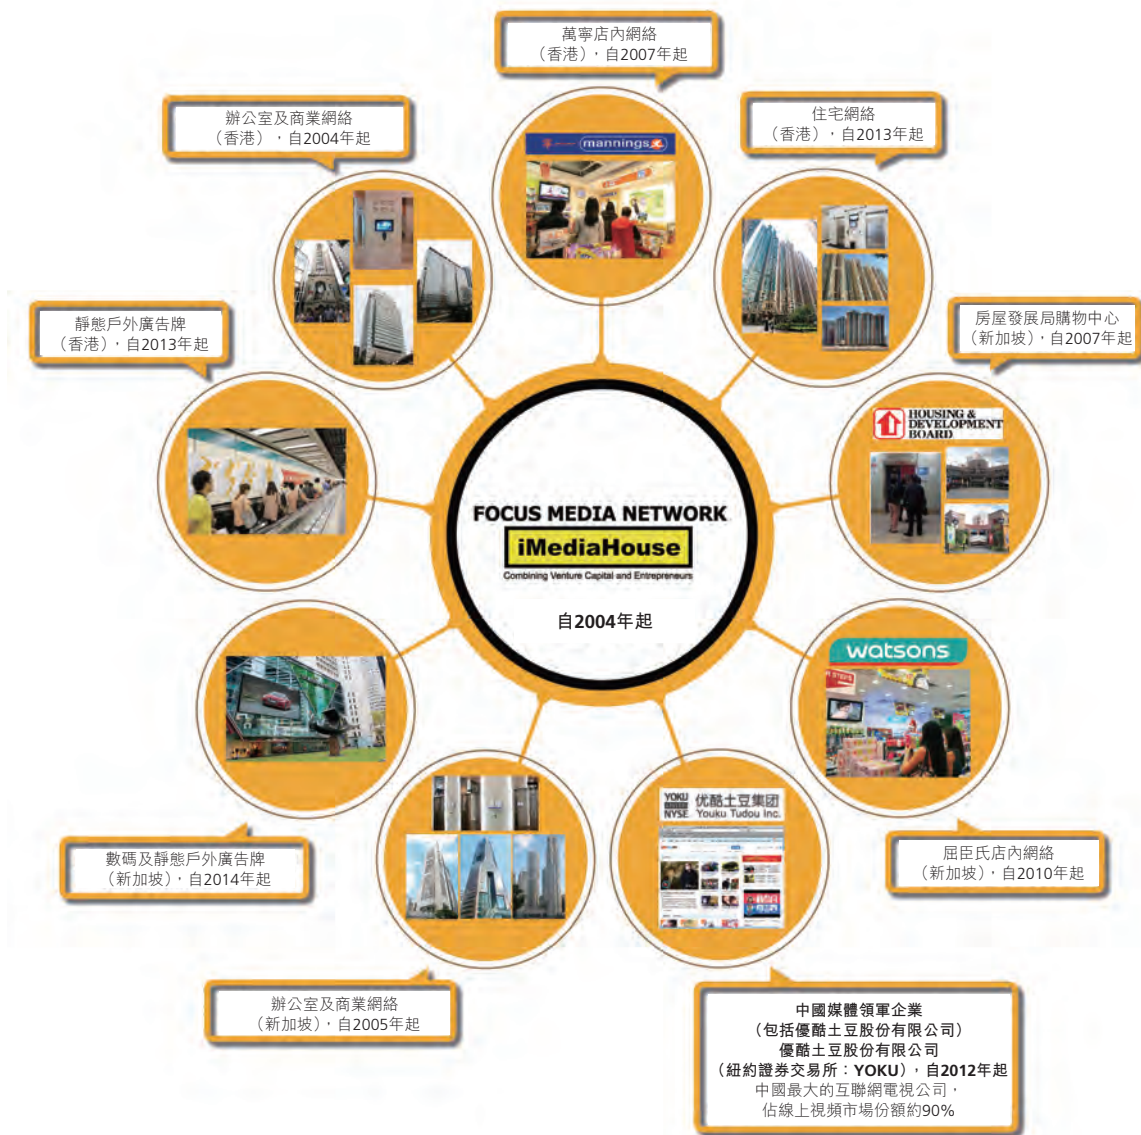 萬寧店內網絡
（香港），自2007年起
辦公室及商業網絡
（香港），自2004年起
住宅網絡
（香港），自2013年起
mannings
靜態戶外廣告牌
（香港），自2013年起
房屋發展局購物中心
（新加坡），自2007年起
HOUSING &
DEVELOPMENT
BOARD
FOCUS MEDIA NETWORK
iMediaHouse
Combining Venture Capital and Entrepreneurs
自2004年起
watsons
YOKU
NYSE
优酷土豆集团
Youku Tudou Inc.
數碼及靜態戶外廣告牌
（新加坡），自2014年起
屈臣氏店內網絡
（新加坡），自2010年起
辦公室及商業網絡
（新加坡），自2005年起
中國媒體領軍企業
（包括優酷土豆股份有限公司）
優酷土豆股份有限公司
（紐約證券交易所：YOKU），自2012年起
中國最大的互聯網電視公司，
佔線上視頻市場份額約90%